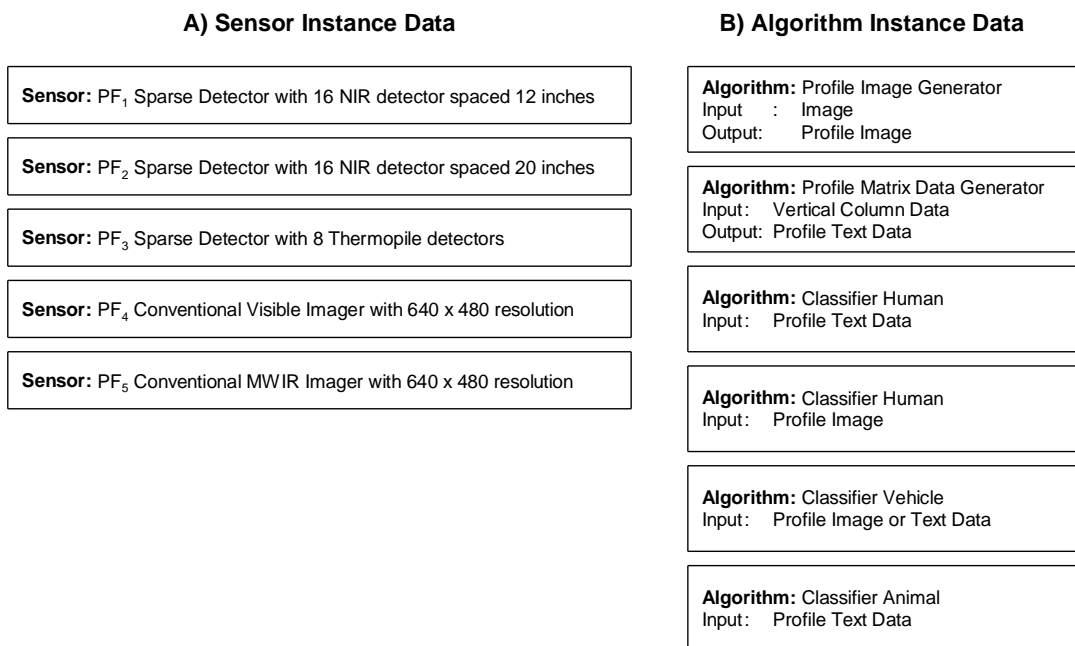 A) Sensor Instance Data
Sensor: PF₁ Sparse Detector with 16 NIR detector spaced 12 inches
Sensor: PF₂ Sparse Detector with 16 NIR detector spaced 20 inches
Sensor: PF₃ Sparse Detector with 8 Thermopile detectors
Sensor: PF₄ Conventional Visible Imager with 640 x 480 resolution
Sensor: PF₅ Conventional MWIR Imager with 640 x 480 resolution
B) Algorithm Instance Data
Algorithm: Profile Image Generator
Input : Image
Output: Profile Image
Algorithm: Profile Matrix Data Generator
Input: Vertical Column Data
Output: Profile Text Data
Algorithm: Classifier Human
Input: Profile Text Data
Algorithm: Classifier Human
Input: Profile Image
Algorithm: Classifier Vehicle
Input: Profile Image or Text Data
Algorithm: Classifier Animal
Input: Profile Text Data